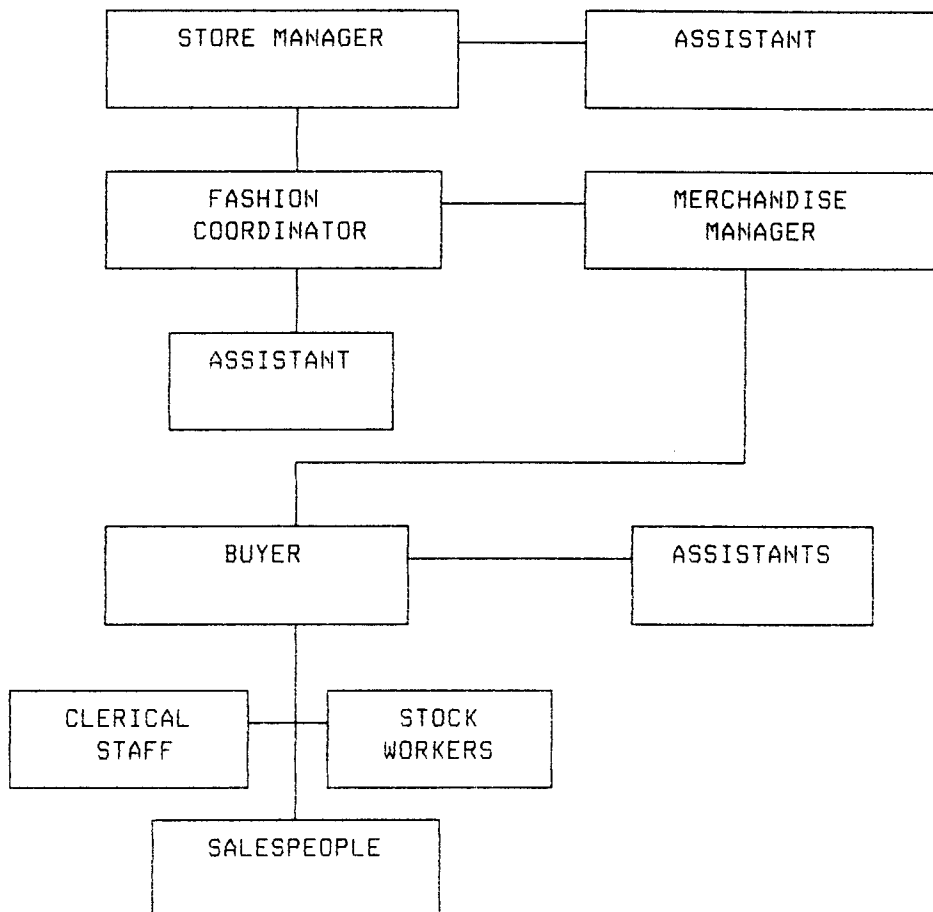 STORE MANAGER
ASSISTANT
FASHION
COORDINATOR
MERCHANDISE
MANAGER
ASSISTANT
BUYER
ASSISTANTS
CLERICAL
STAFF
STOCK
WORKERS
SALESPEOPLE